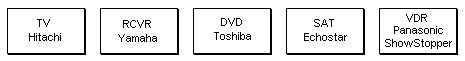 TV
Hitachi
RCVR
Yamaha
DVD
Toshiba
SAT
Echostar
VDR
Panasonic
ShowStopper